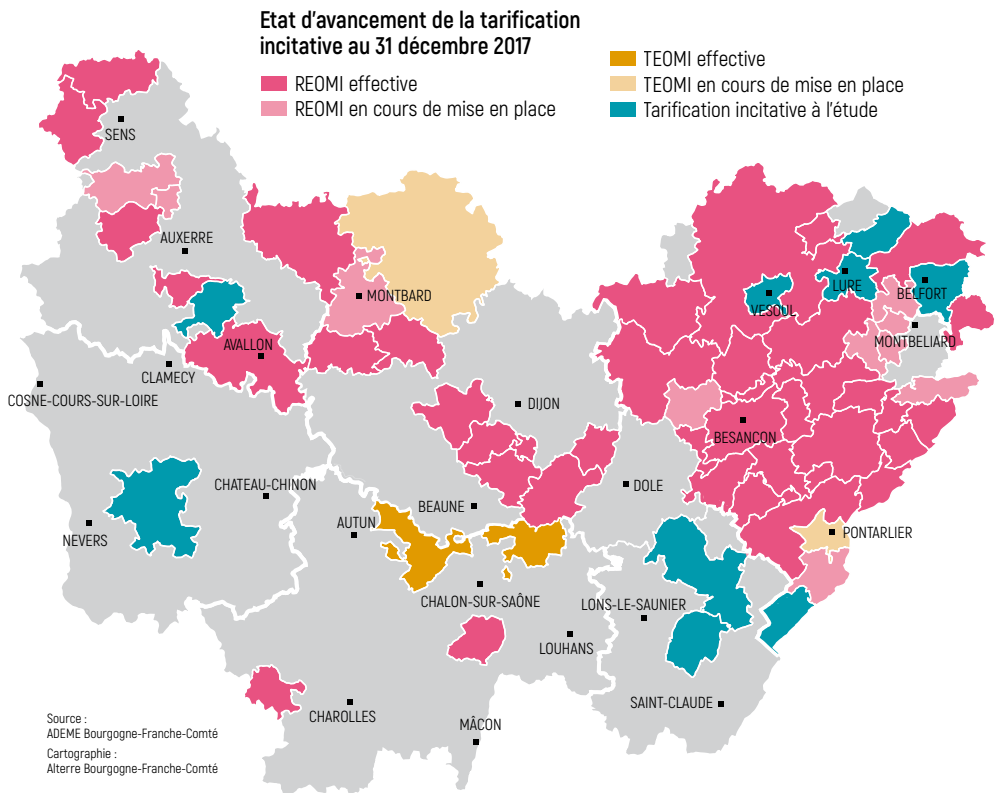 Etat d'avancement de la tarification
incitative au 31 décembre 2017
REOMI effective
REOMI en cours de mise en place
TEOMI effective
TEOMI en cours de mise en place
Tarification incitative à l'étude
SENS
AUXERRE
MONTBARD
AVALLON
CLAMECY
COSNE-COURS-SUR-LOIRE
VESOUL
LURE
BELFORT
MONTBELIARD
DIJON
BESANCON
CHATEAU-CHINON
NEVERS
AUTUN
BEAUNE
DOLE
PONTARLIER
CHALON-SUR-SAÔNE
LONS-LE-SAUNIER
LOUHANS
SAINT-CLAUDE
CHAROLLES
MÂCON
Source :
ADEME Bourgogne-Franche-Comté
Cartographie :
Alterre Bourgogne-Franche-Comté